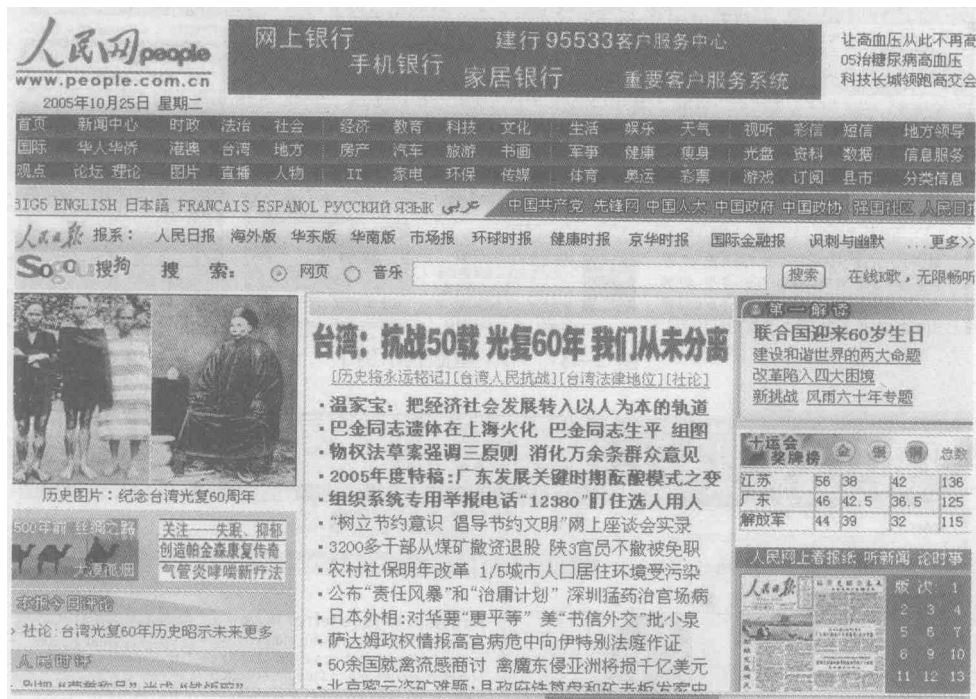 人民网 people
www.people.com.cn
2005年10月25日 星期二
网上银行 建行95533客户服务中心
手机银行 家居银行 重要客户服务系统
让高血压从此不再高
05治糖尿病高血压
科技长城领跑高交会
首页 新闻中心 时政 法治 社会 经济 教育 科技 文化 生活 娱乐 天气 视听 彩信 短信 地方领导
国际 华人华侨 港澳 台湾 地方 房产 汽车 旅游 书画 军事 健康 瘦身 光盘 资料 数据 信息服务
观点 论坛 理论 图片 直播 人物 IT 家电 环保 传媒 体育 奥运 彩票 游戏 订阅 县市 分类信息
BIG5 ENGLISH 日本語 FRANCAIS ESPANOL РУССКИЙ ЯЗЫК عربي 中国共产党 先锋网 中国人大 中国政府 中国政协 强国社区 人民日报
人民日报 报系: 人民日报 海外版 华东版 华南版 市场报 环球时报 健康时报 京华时报 国际金融报 讽刺与幽默 ...更多>>
Sogou搜狗 搜 索: 网页 音乐 搜索 在线K歌，无限畅听
历史图片：纪念台湾光复60周年
500年前 丝绸之路
大漠孤烟
关注——失眠、抑郁
创造帕金森康复传奇
气管炎哮喘新疗法
本报今日评论
社论:台湾光复60年历史昭示未来更多
人民时评
台湾：抗战50载 光复60年 我们从未分离
[历史将永远铭记][台湾人民抗战][台湾法律地位][社论]
·温家宝：把经济社会发展转入以人为本的轨道
·巴金同志遗体在上海火化 巴金同志生平 组图
·物权法草案强调三原则 消化万余条群众意见
·2005年度特稿:广东发展关键时期酝酿模式之变
·组织系统专用举报电话“12380”盯住选人用人
·“树立节约意识 倡导节约文明”网上座谈会实录
·3200多干部从煤矿撤资退股 陕3官员不撤被免职
·农村社保明年改革 1/5城市人口居住环境受污染
·公布“责任风暴”和“治庸计划” 深圳猛药治官场病
·日本外相:对华要“更平等” 美“书信外交”批小泉
·萨达姆政权情报高官病危中向伊特别法庭作证
·50余国就禽流感商讨 禽魔东侵亚洲将损千亿美元
第一解读
联合国迎来60岁生日
建设和谐世界的两大命题
改革陷入四大困境
新挑战 风雨六十年专题
十运会 奖牌榜 金 银 铜 总数
江苏 56 38 42 136
广东 46 42.5 36.5 125
解放军 44 39 32 115
人民网上看报纸 听新闻 论时事
人民日报
版 次 1
2 3 4
5 6 7
8 9 10
11 12 13